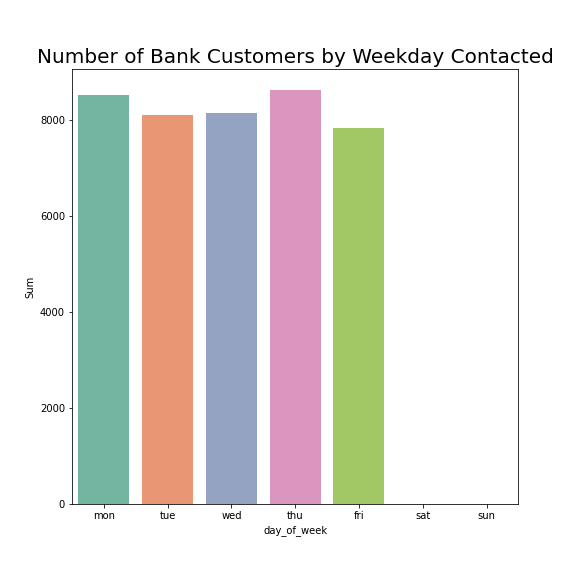 Number of Bank Customers by Weekday Contacted
8000
6000
4000
2000
0
Sum
mon tue wed thu fri sat sun
day_of_week